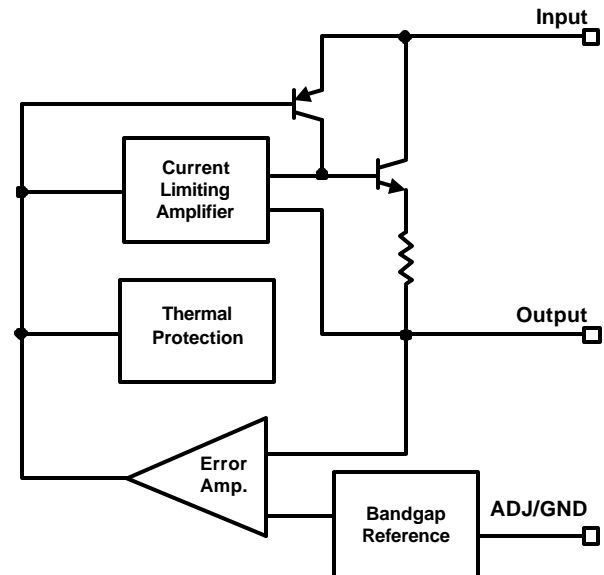 Input
Current
Limiting
Amplifier
Thermal
Protection
Output
Error
Amp.
Bandgap
Reference
ADJ/GND